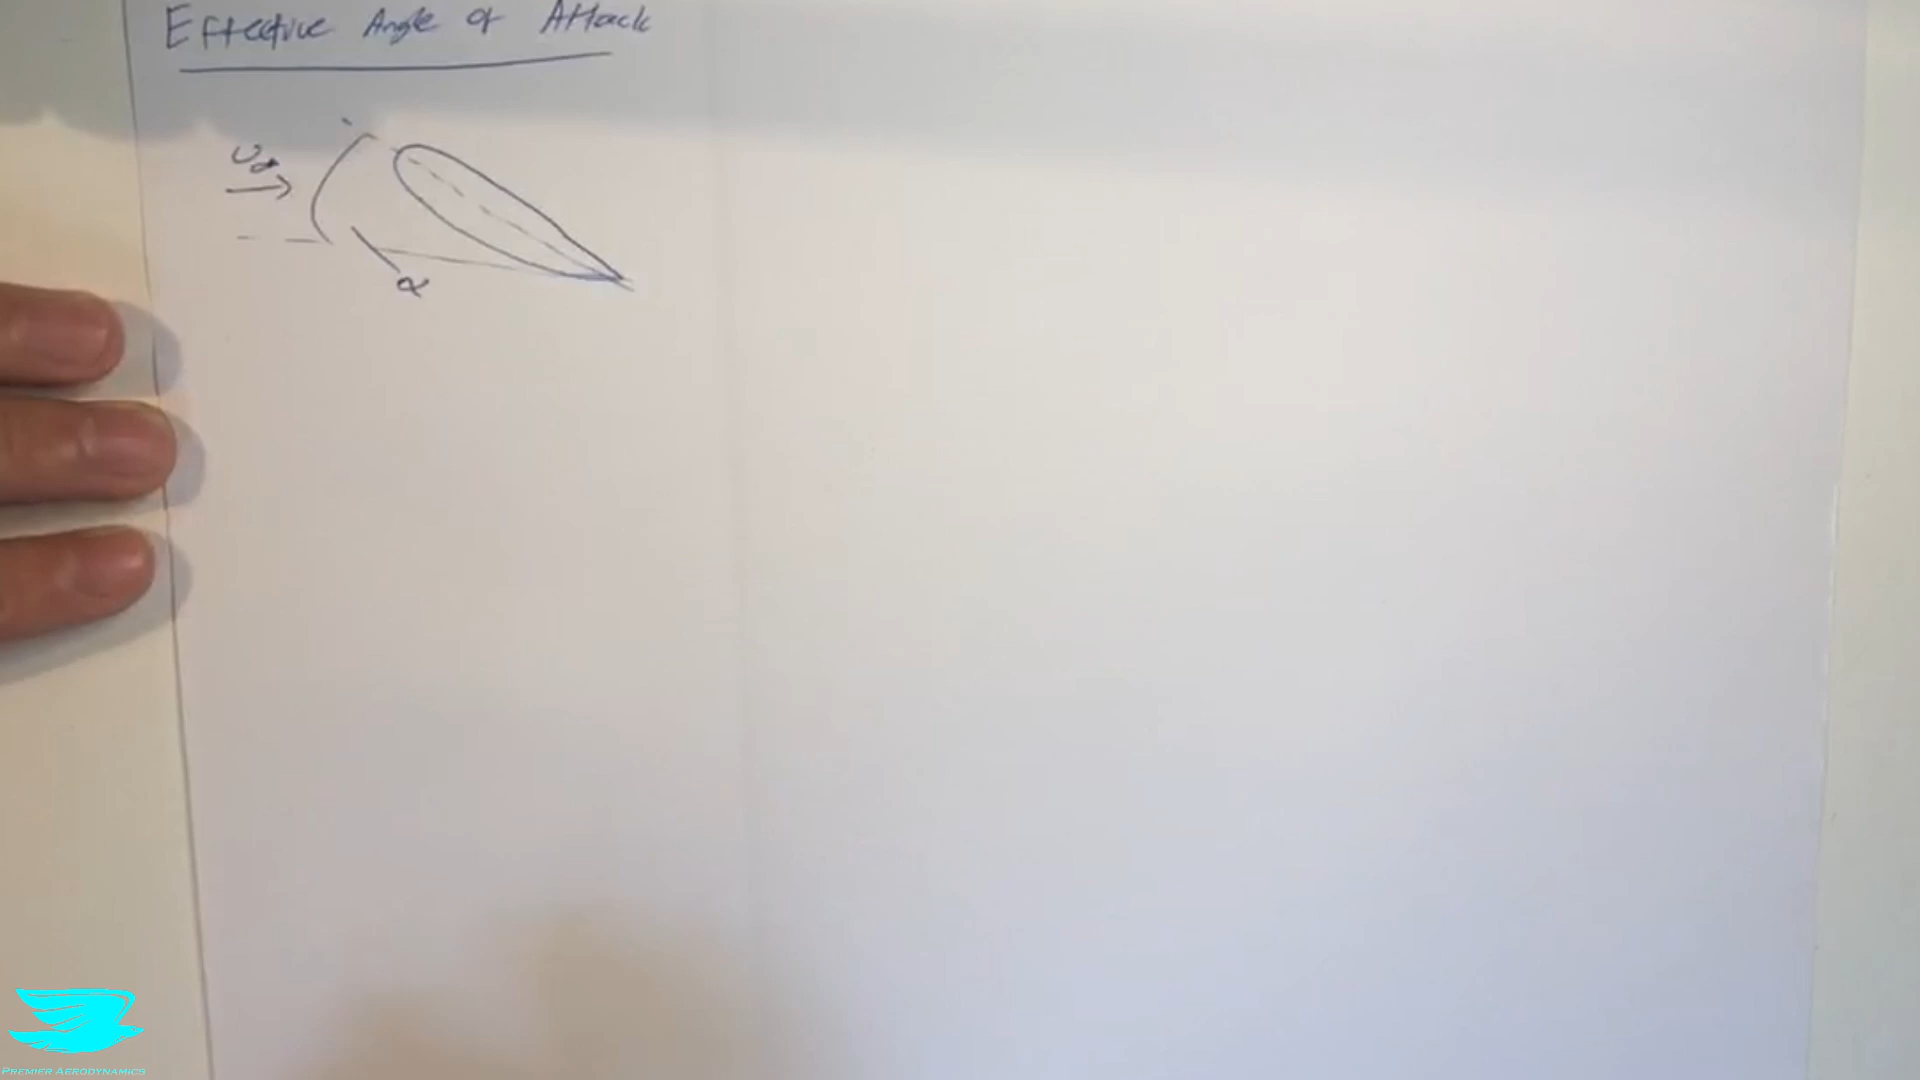 Effective Angle of Attack
U∞
α
PREMIER AERODYNAMICS